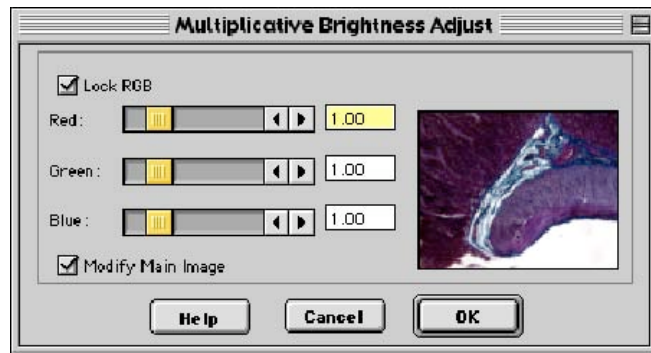 Multiplicative Brightness Adjust
Lock RGB
Red: 1.00
Green: 1.00
Blue: 1.00
Modify Main Image
Help Cancel OK